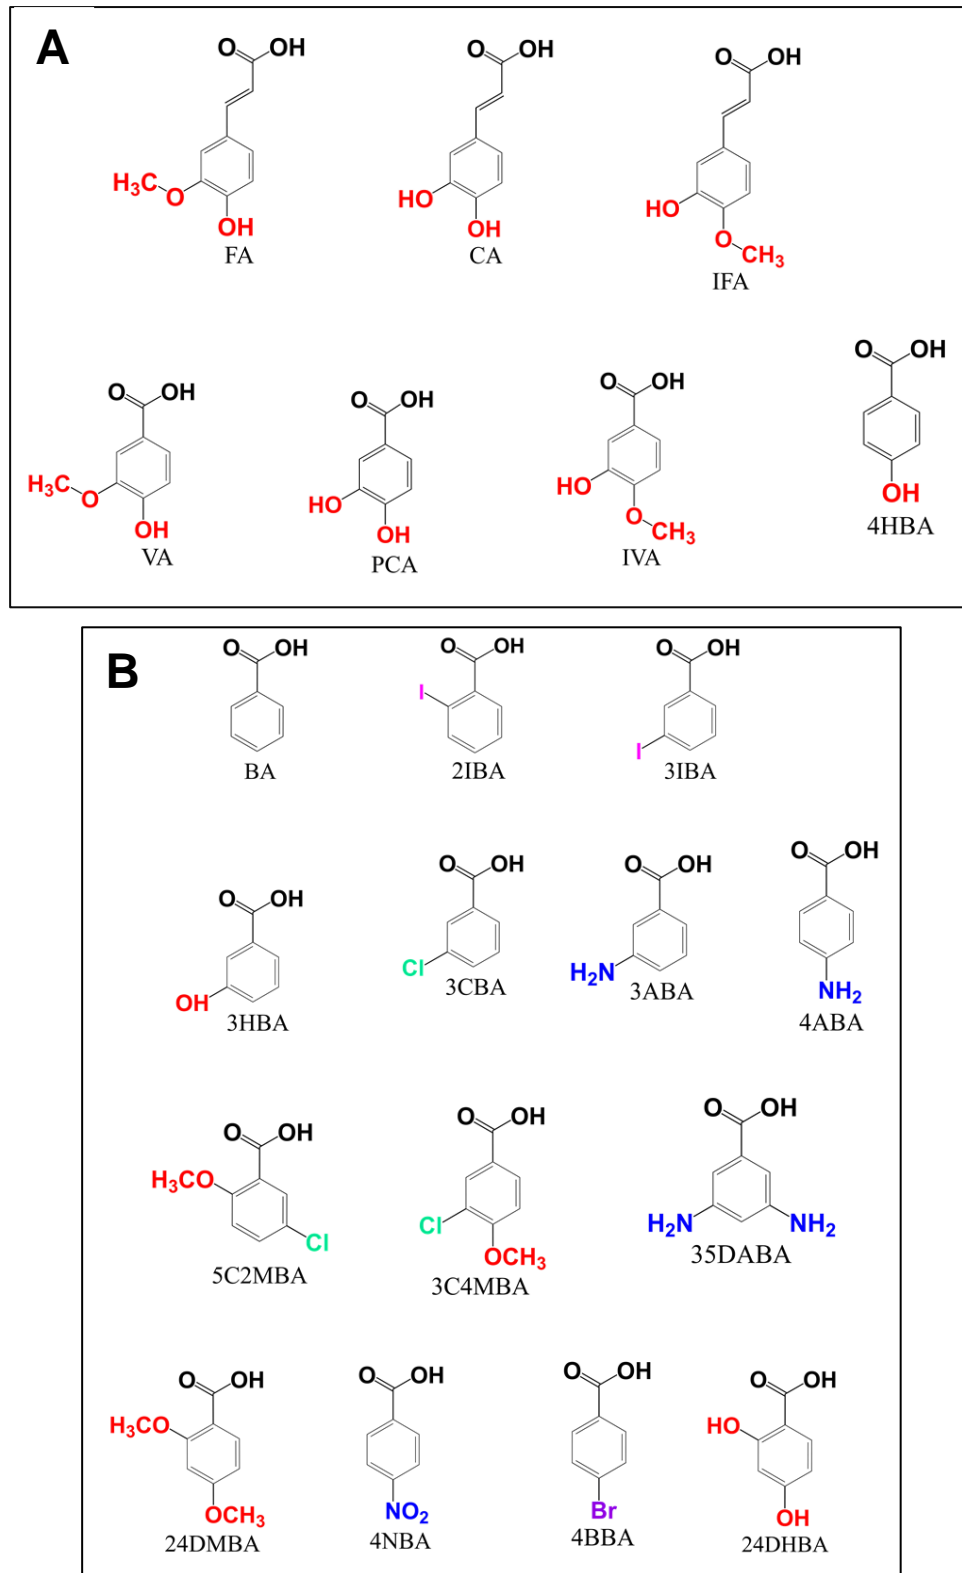 A
O OH
O OH
O OH
H₃C O OH
FA
HO OH
CA
HO O CH₃
IFA
O OH
O OH
O OH
O OH
H₃C O OH
VA
HO OH
PCA
HO O CH₃
IVA
OH
4HBA
B
O OH
BA
O OH
I
2IBA
O OH
I
3IBA
O OH
OH
3HBA
O OH
Cl
3CBA
O OH
H₂N
3ABA
O OH
NH₂
4ABA
O OH
H₃CO
Cl
5C2MBA
O OH
Cl
OCH₃
3C4MBA
O OH
H₂N NH₂
35DABA
O OH
H₃CO
OCH₃
24DMBA
O OH
NO₂
4NBA
O OH
Br
4BBA
O OH
HO
OH
24DHBA